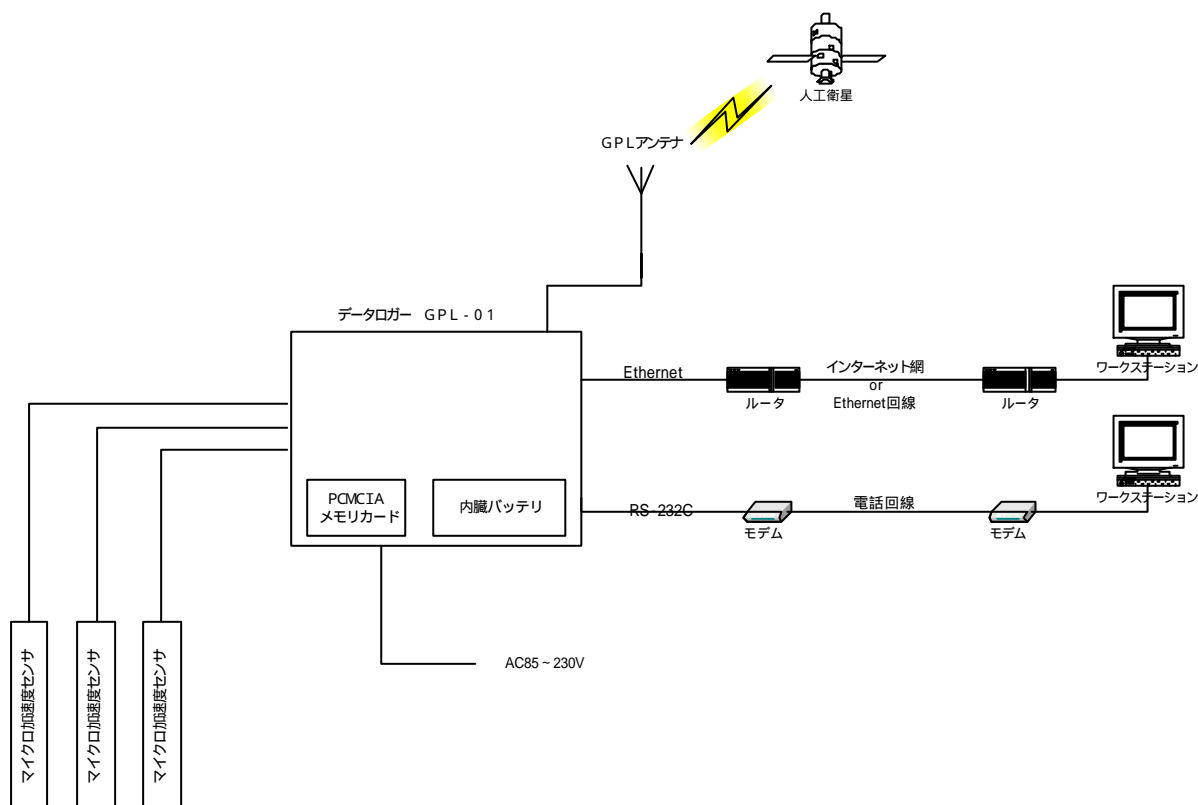 人工衛星
GPLアンテナ
データロガー GPL-01
Ethernet
インターネット網
or
Ethernet回線
ルータ
ルータ
ワークステーション
PCMCIA
メモリカード
内臓バッテリ
RS-232C
電話回線
モデム
モデム
ワークステーション
AC85～230V
マイクロ加速度センサ
マイクロ加速度センサ
マイクロ加速度センサ